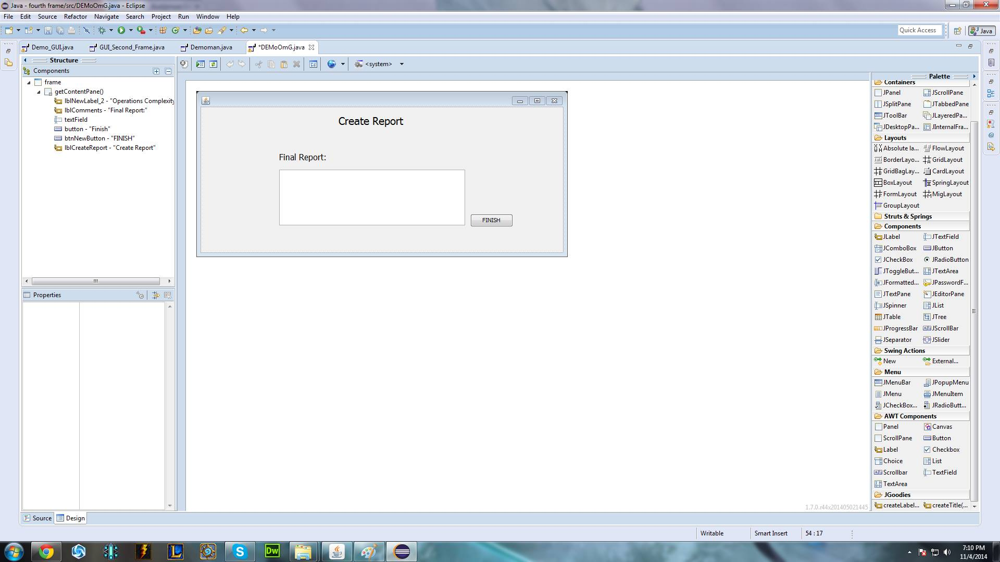 Java - fourth frame/src/DEMoOmG.java - Eclipse
File Edit Source Refactor Navigate Search Project Run Window Help
Quick Access Java
Demo_GUI.java GUI_Second_Frame.java Demoman.java *DEMoOmG.java
Structure
<system>
Components
Palette
frame
getContentPane()
lblNewLabel_2 - "Operations Complexity
lblComments - "Final Report:"
textField
button - "Finish"
btnNewButton - "FINISH"
lblCreateReport - "Create Report"
Properties
Create Report
Final Report:
FINISH
Containers
JPanel JScrollPane
JSplitPane JTabbedPane
JToolBar JLayeredPa...
JDesktopPa... JInternalFra...
Layouts
Absolute la... FlowLayout
BorderLayo... GridLayout
GridBagLay... CardLayout
BoxLayout SpringLayout
FormLayout MigLayout
GroupLayout
Struts & Springs
Components
JLabel JTextField
JComboBox JButton
JCheckBox JRadioButton
JToggleBut... JTextArea
JFormatted... JPasswordF...
JTextPane JEditorPane
JSpinner JList
JTable JTree
JProgressBar JScrollBar
JSeparator JSlider
Swing Actions
New External...
Menu
JMenuBar JPopupMenu
JMenu JMenuItem
JCheckBox... JRadioButt...
AWT Components
Panel Canvas
ScrollPane Button
Label Checkbox
Choice List
Scrollbar TextField
TextArea
JGoodies
createLabel... createTitle(...
1.7.0.r44x201405021445
Source Design
Writable Smart Insert 54 : 17
Dw
7:10 PM
11/4/2014